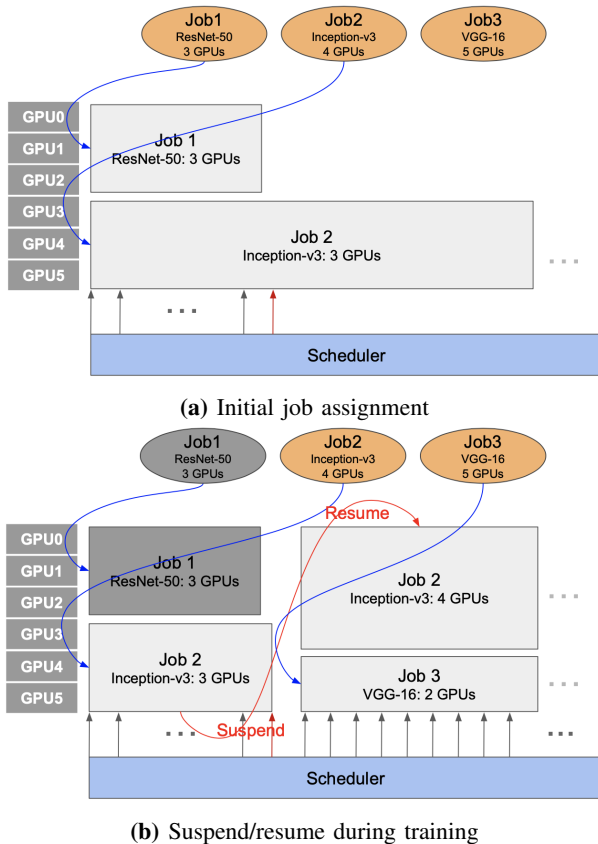 Job1
ResNet-50
3 GPUs
Job2
Inception-v3
4 GPUs
Job3
VGG-16
5 GPUs
GPU0
GPU1
GPU2
GPU3
GPU4
GPU5
Job 1
ResNet-50: 3 GPUs
Job 2
Inception-v3: 3 GPUs
...
...
Scheduler
(a) Initial job assignment
Job1
ResNet-50
3 GPUs
Job2
Inception-v3
4 GPUs
Job3
VGG-16
5 GPUs
GPU0
GPU1
GPU2
GPU3
GPU4
GPU5
Job 1
ResNet-50: 3 GPUs
Resume
Job 2
Inception-v3: 4 GPUs
...
Job 2
Inception-v3: 3 GPUs
Job 3
VGG-16: 2 GPUs
...
...
Suspend
...
Scheduler
(b) Suspend/resume during training